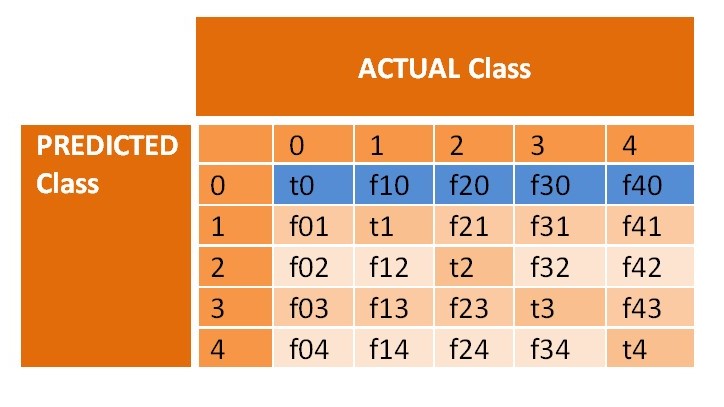 ACTUAL Class
PREDICTED
Class
0 1 2 3 4
0 t0 f10 f20 f30 f40
1 f01 t1 f21 f31 f41
2 f02 f12 t2 f32 f42
3 f03 f13 f23 t3 f43
4 f04 f14 f24 f34 t4